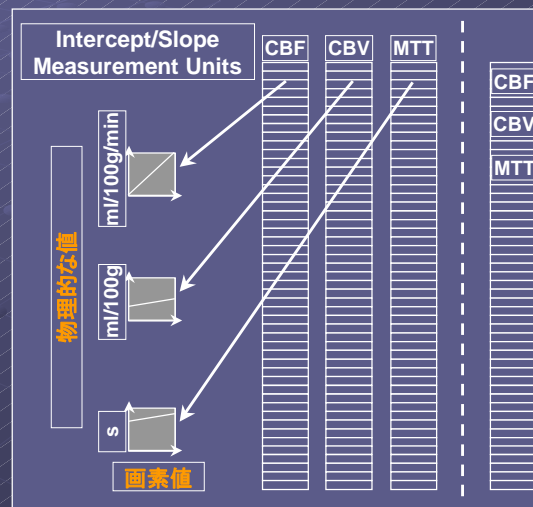 Intercept/Slope
Measurement Units
CBF
CBV
MTT
CBF
CBV
MTT
ml/100g/min
ml/100g
s
物理的な値
画素値